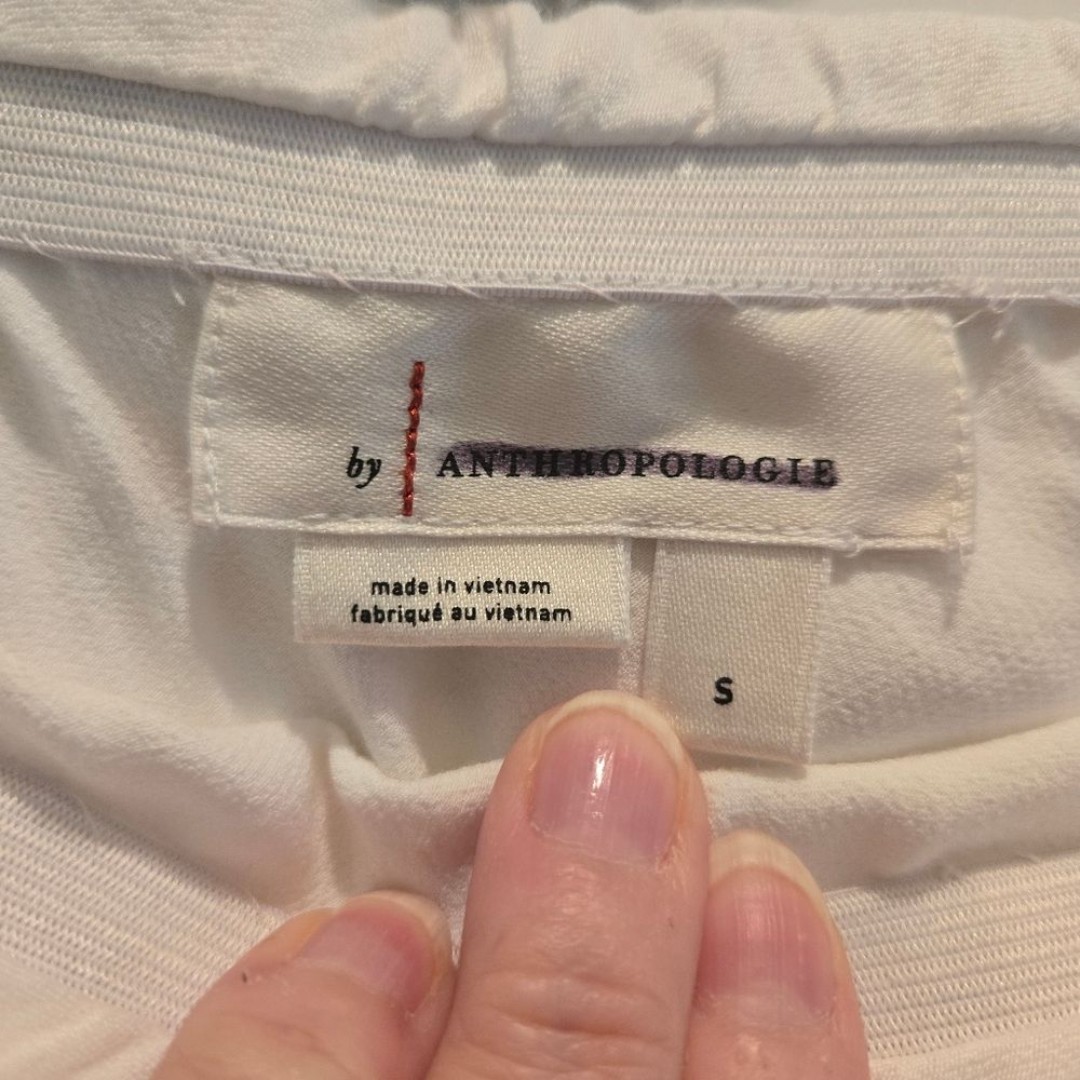 by ANTHROPOLOGIE
made in vietnam
fabriqué au vietnam
S